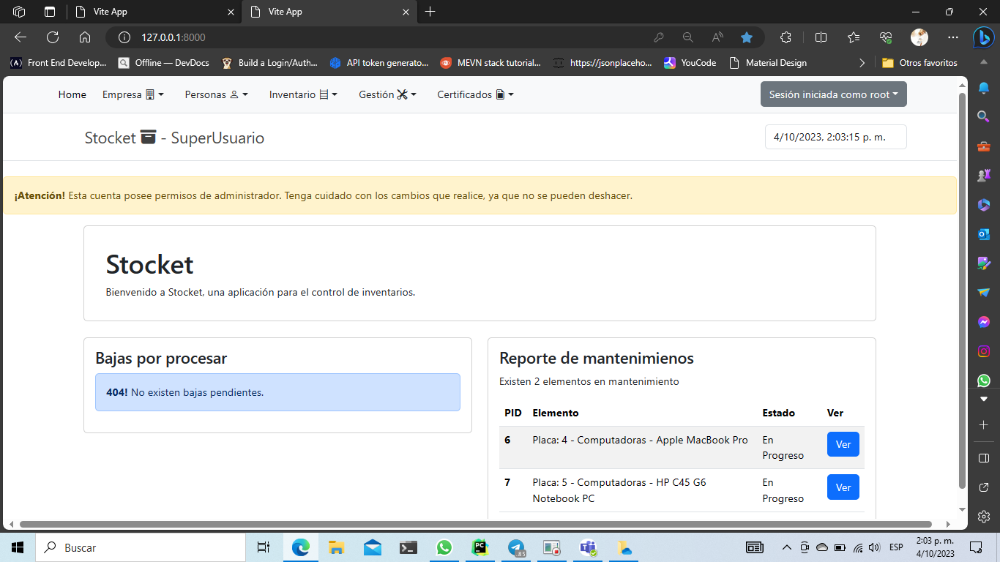 Vite App
Vite App
127.0.0.1:8000
Front End Develop...
Offline — DevDocs
Build a Login/Auth...
API token generato...
MEVN stack tutorial...
https://jsonplaceho...
YouCode
Material Design
Otros favoritos
Home
Empresa
Personas
Inventario
Gestión
Certificados
Sesión iniciada como root
Stocket - SuperUsuario
4/10/2023, 2:03:15 p. m.
¡Atención! Esta cuenta posee permisos de administrador. Tenga cuidado con los cambios que realice, ya que no se pueden deshacer.
Stocket
Bienvenido a Stocket, una aplicación para el control de inventarios.
Bajas por procesar
404! No existen bajas pendientes.
Reporte de mantenimienos
Existen 2 elementos en mantenimiento
PID Elemento Estado Ver
6 Placa: 4 - Computadoras - Apple MacBook Pro En Ver
Progreso
7 Placa: 5 - Computadoras - HP C45 G6 En Ver
Notebook PC Progreso
Buscar
ESP
2:03 p. m.
4/10/2023